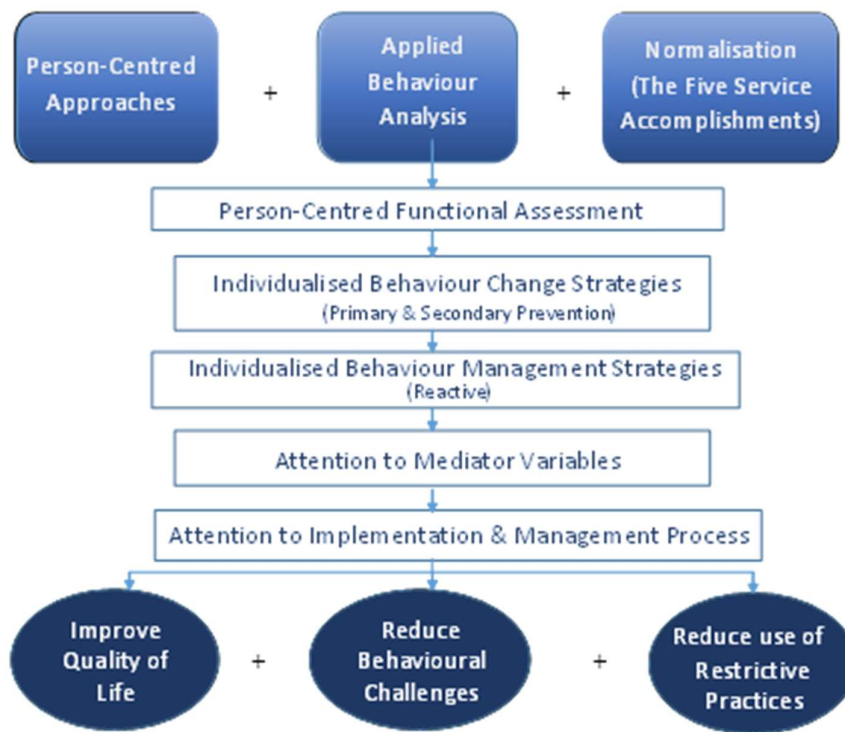 Person-Centred
Approaches
+
Applied
Behaviour
Analysis
+
Normalisation
(The Five Service
Accomplishments)
Person-Centred Functional Assessment
Individualised Behaviour Change Strategies
(Primary & Secondary Prevention)
Individualised Behaviour Management Strategies
(Reactive)
Attention to Mediator Variables
Attention to Implementation & Management Process
Improve
Quality of
Life
+
Reduce
Behavioural
Challenges
+
Reduce use of
Restrictive
Practices